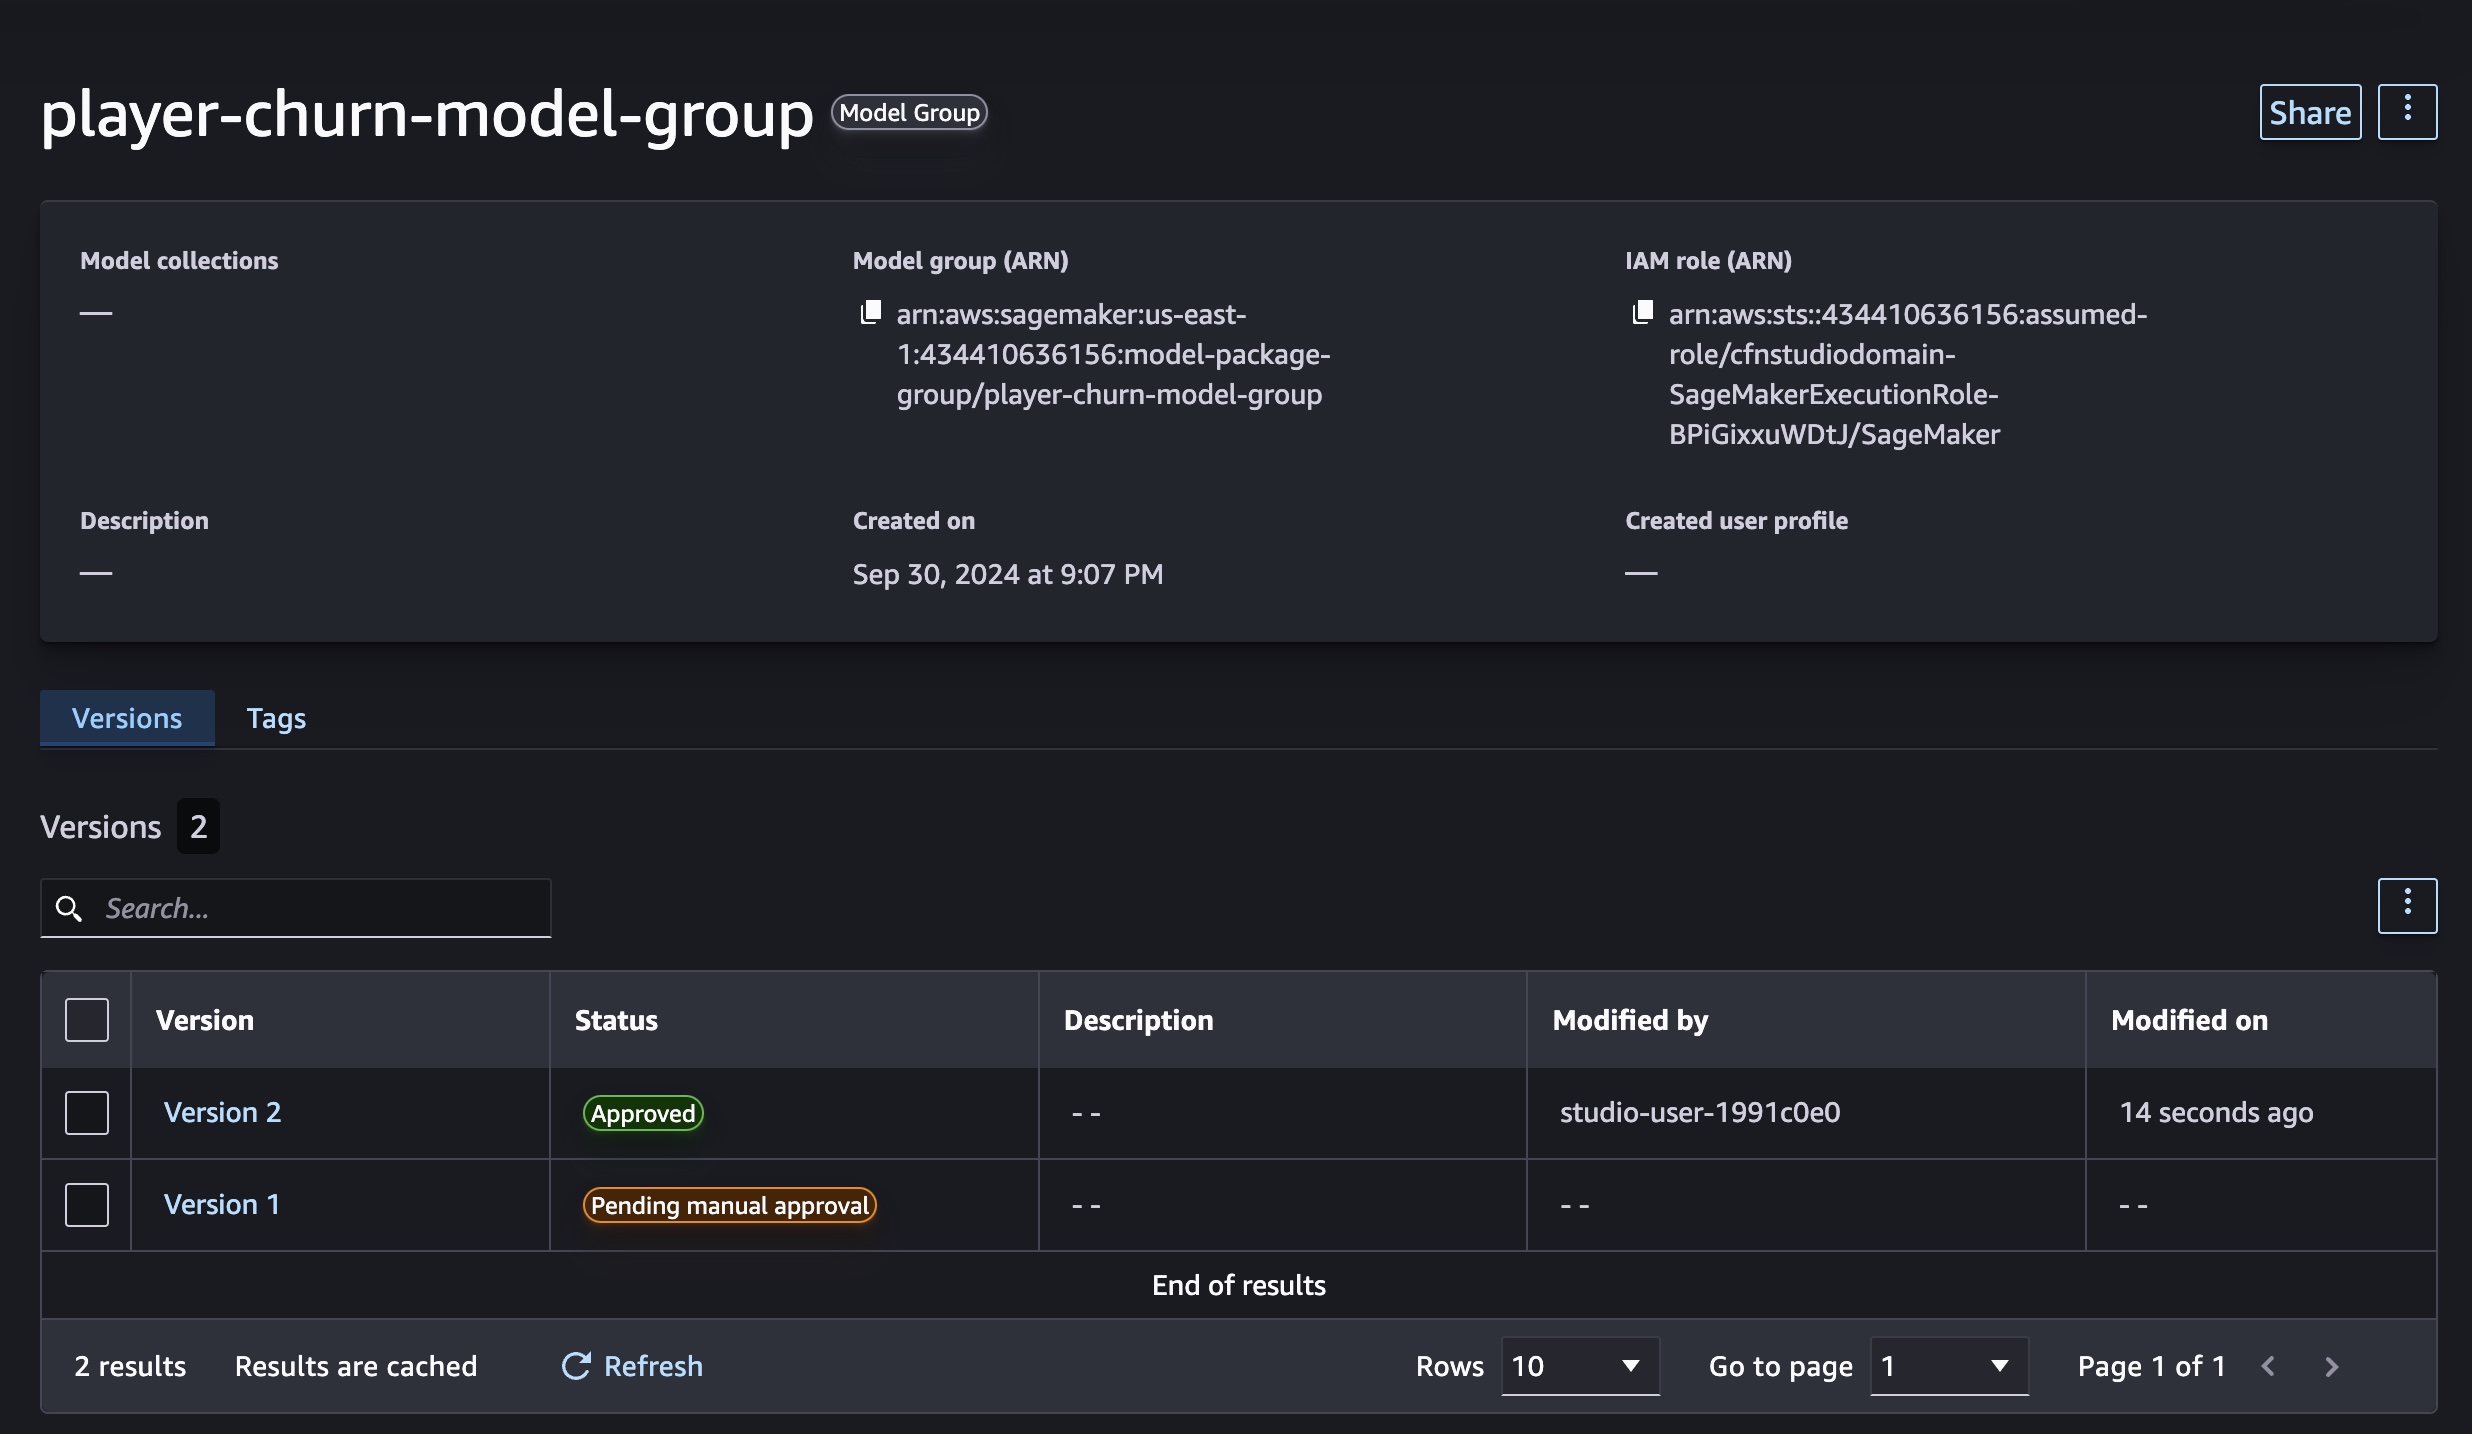 player-churn-model-group Model Group Share
Model collections Model group (ARN) IAM role (ARN)
—
arn:aws:sagemaker:us-east-
1:434410636156:model-package-
group/player-churn-model-group
arn:aws:sts::434410636156:assumed-
role/cfnstudiodomain-
SageMakerExecutionRole-
BPiGixxuWDtJ/SageMaker
Description Created on Created user profile
— Sep 30, 2024 at 9:07 PM —
Versions Tags
Versions 2
Search...
Version Status Description Modified by Modified on
Version 2 Approved -- studio-user-1991c0e0 14 seconds ago
Version 1 Pending manual approval -- -- --
End of results
2 results Results are cached Refresh Rows 10 Go to page 1 Page 1 of 1